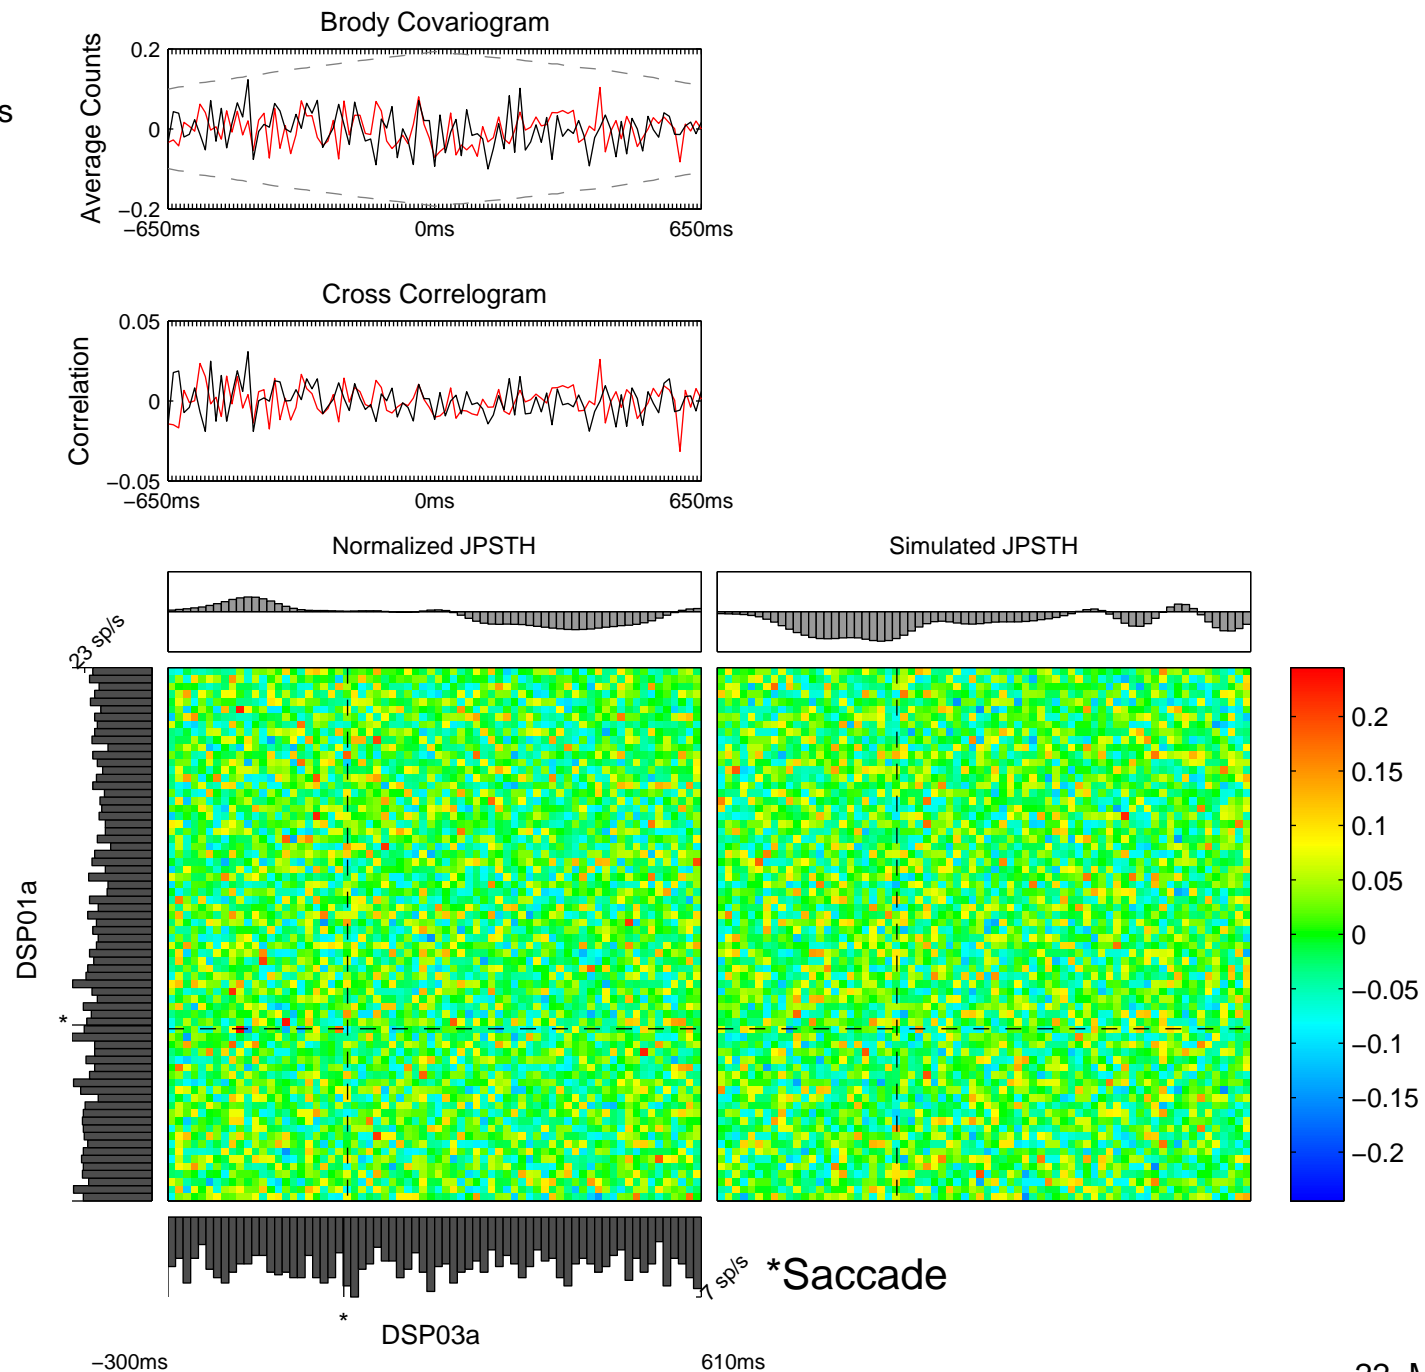 Brody Covariogram
Average Counts
0.2
0
−0.2
−650ms
0ms
650ms
s
Cross Correlogram
Correlation
0.05
0
−0.05
−650ms
0ms
650ms
Normalized JPSTH
Simulated JPSTH
23 sp/s
DSP01a
*
0.2
0.15
0.1
0.05
0
−0.05
−0.1
−0.15
−0.2
7 sp/s
*Saccade
*
DSP03a
−300ms
610ms